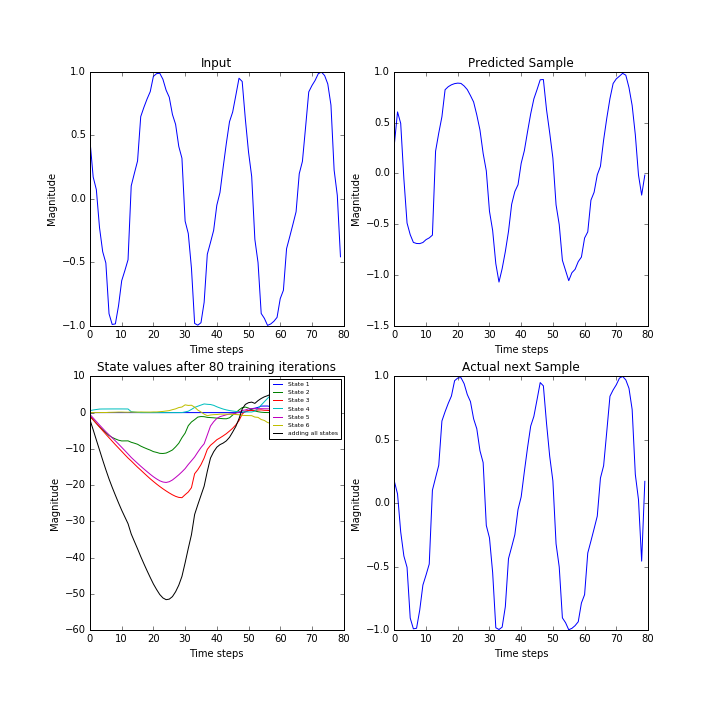 Input
Magnitude
1.0
0.5
0.0
−0.5
−1.0
0 10 20 30 40 50 60 70 80
Time steps
Predicted Sample
Magnitude
1.0
0.5
0.0
−0.5
−1.0
−1.5
0 10 20 30 40 50 60 70 80
Time steps
State values after 80 training iterations
Magnitude
10
0
−10
−20
−30
−40
−50
−60
0 10 20 30 40 50 60 70 80
Time steps
State 1
State 2
State 3
State 4
State 5
State 6
adding all states
Actual next Sample
Magnitude
1.0
0.5
0.0
−0.5
−1.0
0 10 20 30 40 50 60 70 80
Time steps